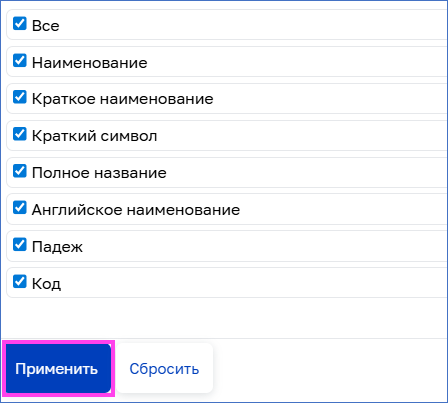 Все
Наименование
Краткое наименование
Краткий символ
Полное название
Английское наименование
Падеж
Код
Применить Сбросить